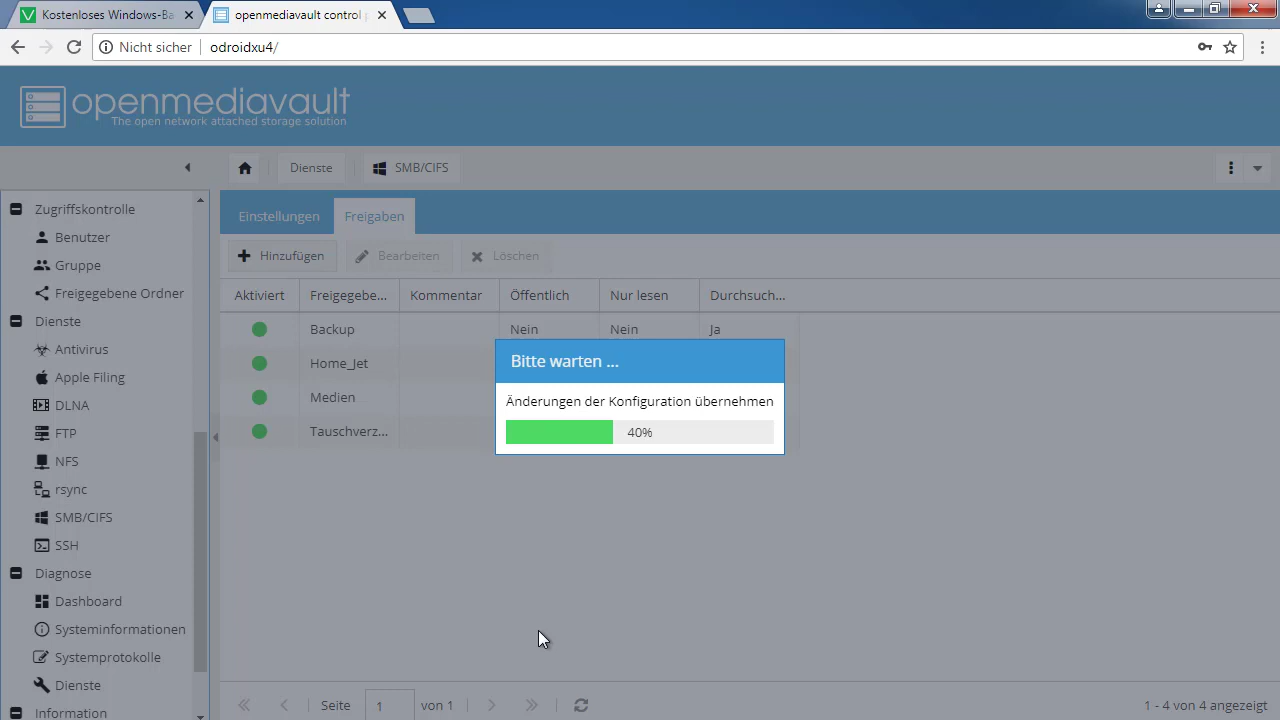 Kostenloses Windows-Ba
openmediavault control p
Nicht sicher odroidxu4/
openmediavault
The open network attached storage solution
Dienste SMB/CIFS
Zugriffskontrolle
Benutzer
Gruppe
Freigegebene Ordner
Dienste
Antivirus
Apple Filing
DLNA
FTP
NFS
rsync
SMB/CIFS
SSH
Diagnose
Dashboard
Systeminformationen
Systemprotokolle
Dienste
Information
Einstellungen Freigaben
Hinzufügen Bearbeiten Löschen
Aktiviert Freigegebe... Kommentar Öffentlich Nur lesen Durchsuch...
Backup Nein Nein Ja
Home_Jet
Medien
Tauschverz...
Bitte warten ...
Änderungen der Konfiguration übernehmen
40%
Seite 1 von 1
1 - 4 von 4 angezeigt